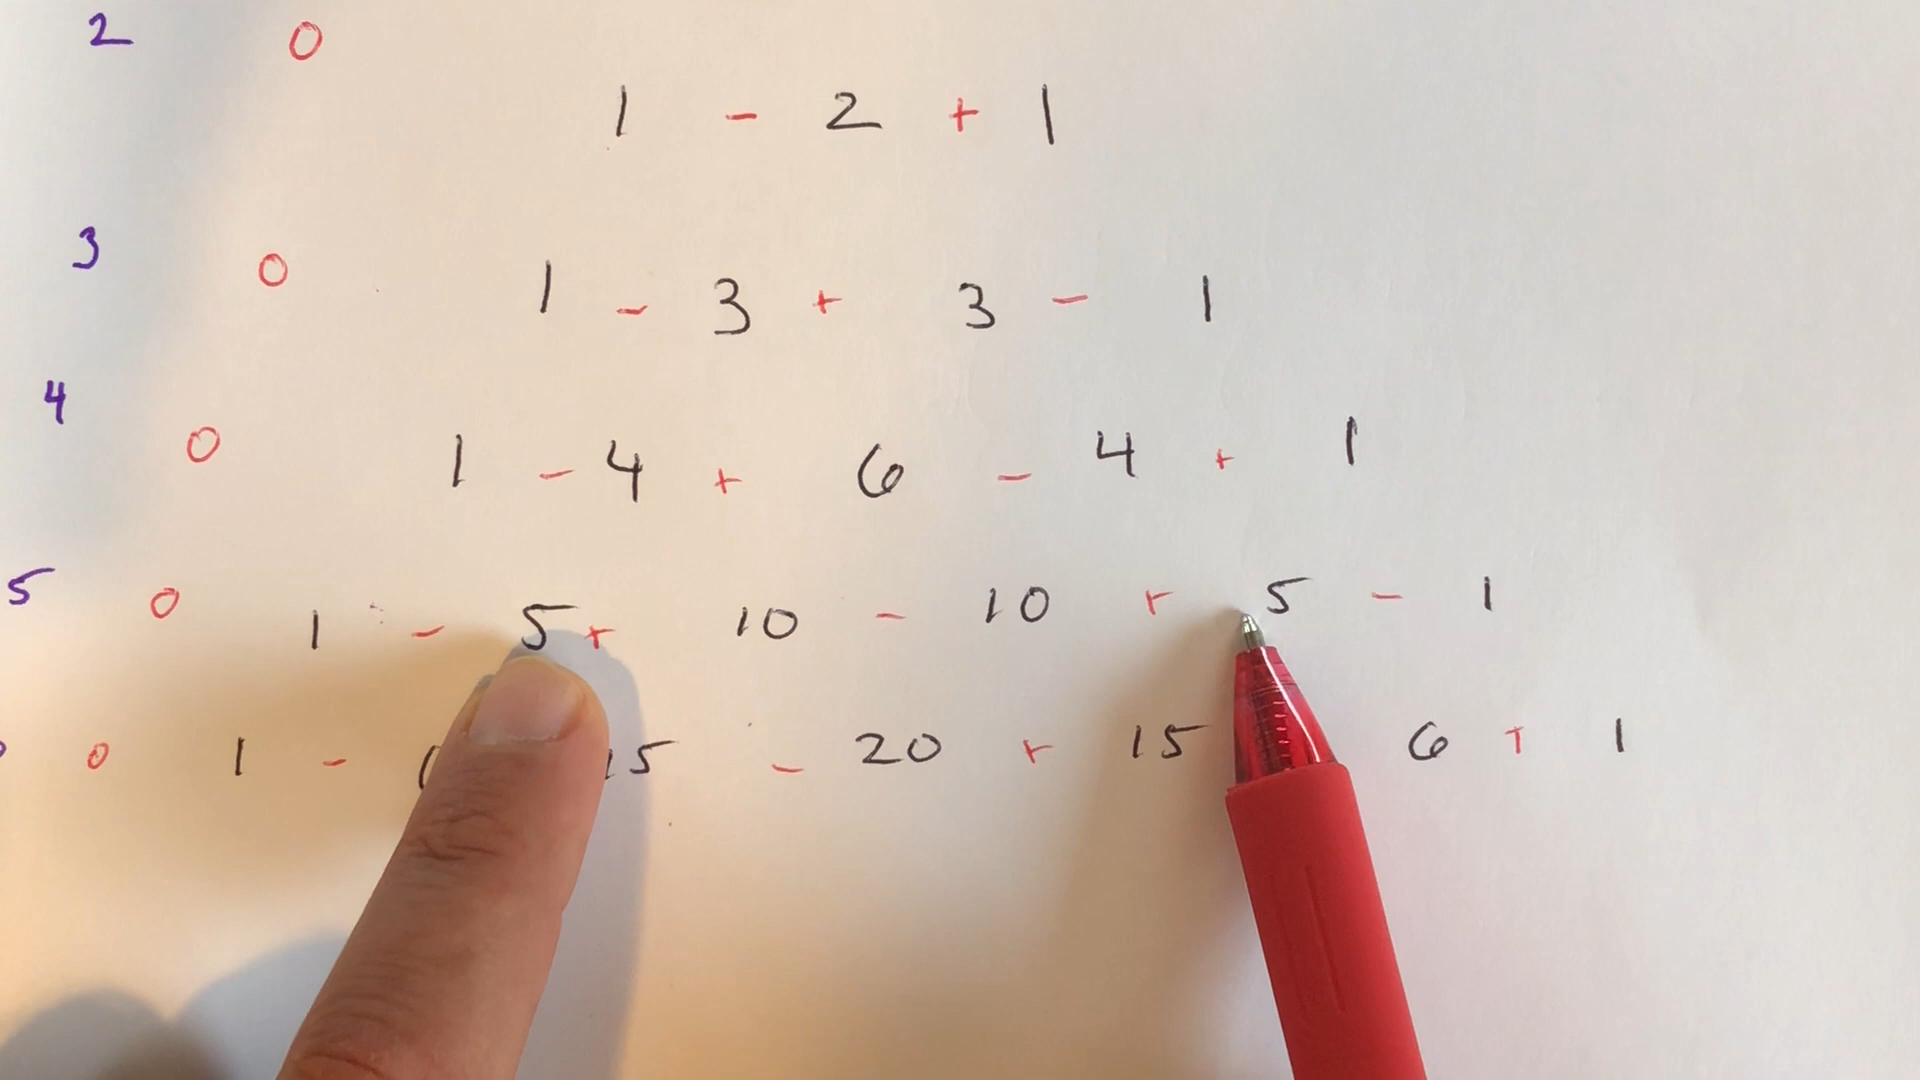 2 0 1 - 2 + 1
3 0 1 - 3 + 3 - 1
4 0 1 - 4 + 6 - 4 + 1
5 0 1 - 5 + 10 - 10 + 5 - 1
0 1 - 15 - 20 + 15 6 + 1